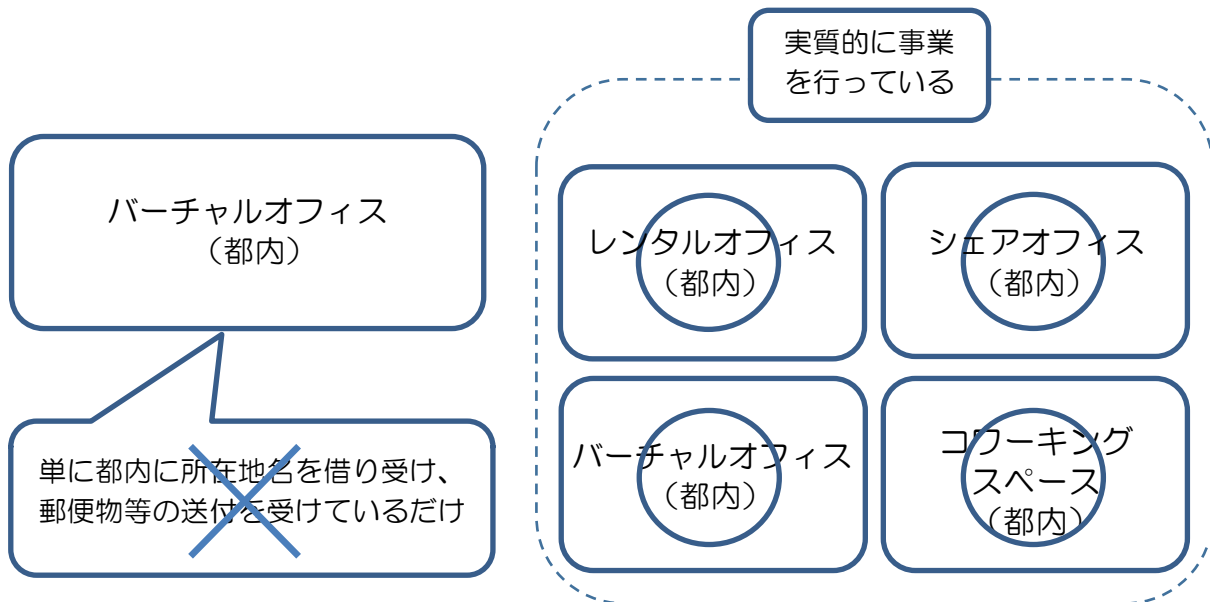 実質的に事業
を行っている
バーチャルオフィス
（都内）
単に都内に所在地名を借り受け、
郵便物等の送付を受けているだけ
レンタルオフィス
（都内）
シェアオフィス
（都内）
バーチャルオフィス
（都内）
コワーキング
スペース
（都内）